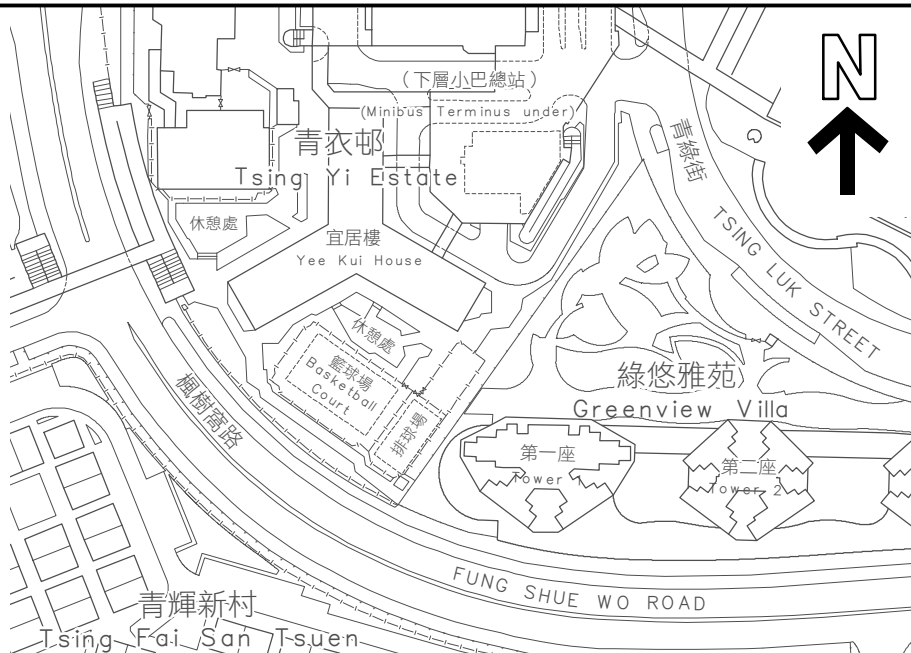 N
（下層小巴總站）
(Minibus Terminus under)
青衣邨
Tsing Yi Estate
青綠街
TSING LUK STREET
休憩處
宜居樓
Yee Kui House
休憩處
籃球場
Basketball
Court
排球場
楓樹窩路
綠悠雅苑
Greenview Villa
第一座
Tower 1
第二座
Tower 2
FUNG SHUE WO ROAD
青輝新村
Tsing Fai San Tsuen